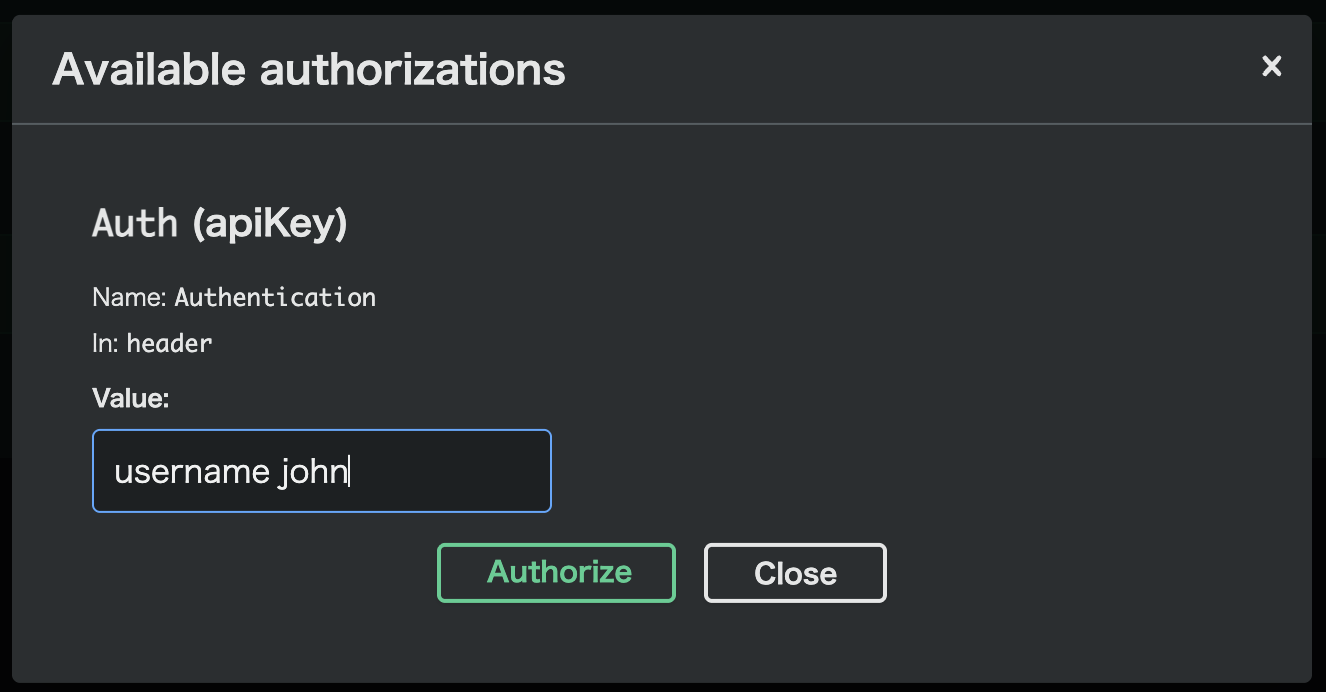 Available authorizations
x
Auth (apiKey)
Name: Authentication
In: header
Value:
username john
Authorize
Close